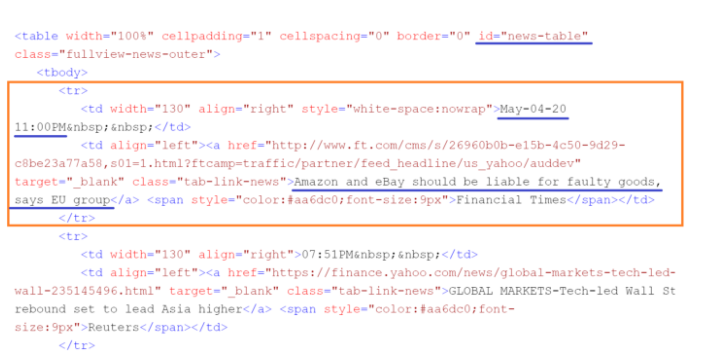 <table width="100%" cellpadding="1" cellspacing="0" border="0" id="news-table"
class="fullview-news-outer">
<tbody>
<tr>
<td width="130" align="right" style="white-space:nowrap">May-04-20
11:00PM&nbsp;&nbsp;</td>
<td align="left"><a href="http://www.ft.com/cms/s/26960b0b-e15b-4c50-9d29-
c8be23a77a58,s01=1.html?ftcamp=traffic/partner/feed_headline/us_yahoo/auddev"
target="_blank" class="tab-link-news">Amazon and eBay should be liable for faulty goods,
says EU group</a> <span style="color:#aa6dc0;font-size:9px">Financial Times</span></td>
</tr>
<tr>
<td width="130" align="right">07:51PM&nbsp;&nbsp;</td>
<td align="left"><a href="https://finance.yahoo.com/news/global-markets-tech-led-
wall-235145496.html" target="_blank" class="tab-link-news">GLOBAL MARKETS-Tech-led Wall St
rebound set to lead Asia higher</a> <span style="color:#aa6dc0;font-
size:9px">Reuters</span></td>
</tr>